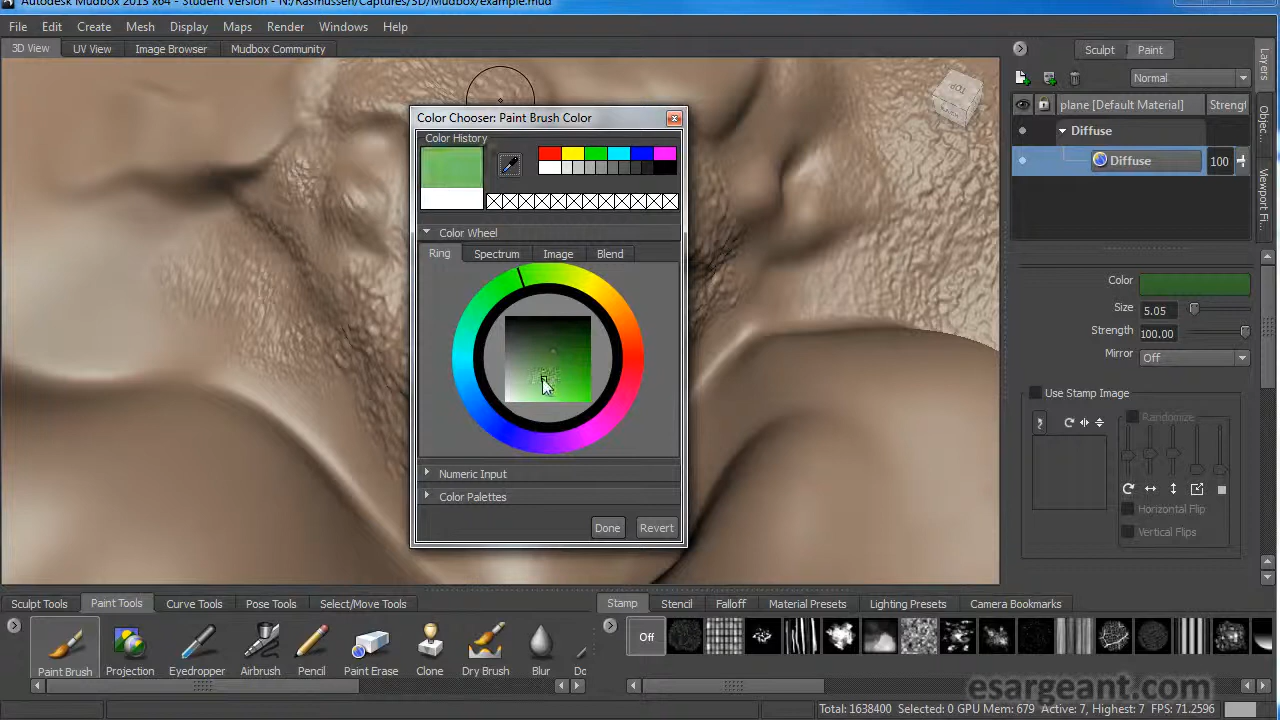 Autodesk Mudbox 2013 x64 - Student Version - N:/Rasmussen/Captures/3D/Mudbox/example.mud
File Edit Create Mesh Display Maps Render Windows Help
3D View UV View Image Browser Mudbox Community
Sculpt Paint
Normal
plane [Default Material] Strengt
Diffuse
Diffuse 100
Layers
Objec
Viewport Fi
TOP
Color
Size 5.05
Strength 100.00
Mirror Off
Use Stamp Image
Randomize
Horizontal Flip
Vertical Flips
Color Chooser: Paint Brush Color
Color History
Color Wheel
Ring Spectrum Image Blend
Numeric Input
Color Palettes
Done Revert
Sculpt Tools Paint Tools Curve Tools Pose Tools Select/Move Tools
Paint Brush Projection Eyedropper Airbrush Pencil Paint Erase Clone Dry Brush Blur Do
Stamp Stencil Falloff Material Presets Lighting Presets Camera Bookmarks
Off
esargeant.com
Total: 1638400 Selected: 0 GPU Mem: 679 Active: 7, Highest: 7 FPS: 71.2596